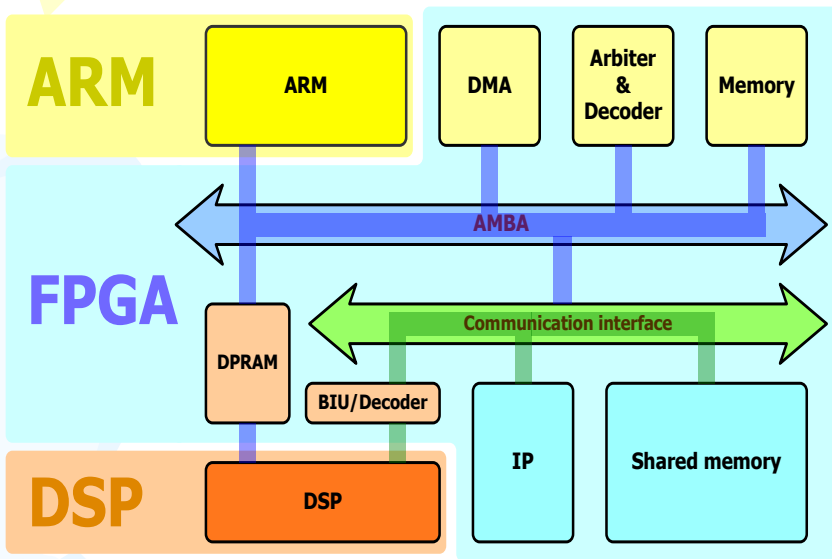 ARM
ARM
DMA
Arbiter
&
Decoder
Memory
AMBA
FPGA
Communication interface
DPRAM
BIU/Decoder
IP
Shared memory
DSP
DSP